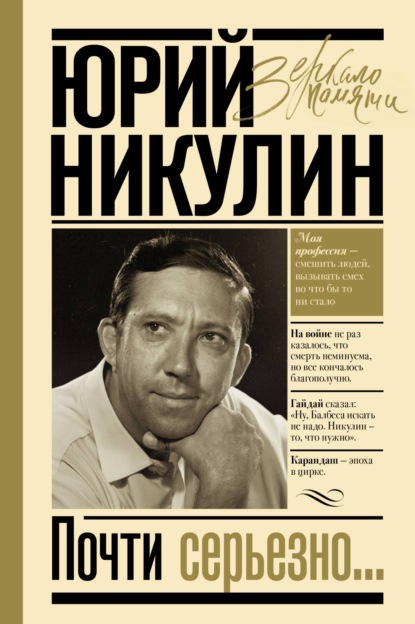 ЮРИЙ
Зеркало
памяти
НИКУЛИН
Моя
профессия —
смешить людей,
вызывать смех
во что бы то
ни стало
На войне не раз
казалось, что
смерть неминуема,
но все кончалось
благополучно.
Гайдай сказал:
«Ну, Балбеса искать
не надо. Никулин –
то, что нужно».
Карандаш – эпоха
в цирке.
Почти серьезно...